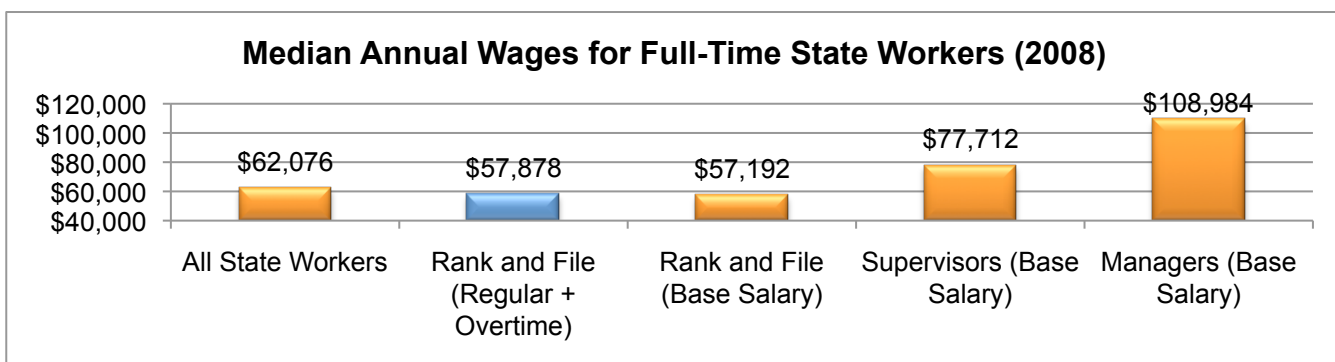 Median Annual Wages for Full-Time State Workers (2008)
$120,000
$100,000
$80,000
$60,000
$40,000
$62,076
$57,878
$57,192
$77,712
$108,984
All State Workers
Rank and File
(Regular +
Overtime)
Rank and File
(Base Salary)
Supervisors (Base
Salary)
Managers (Base
Salary)